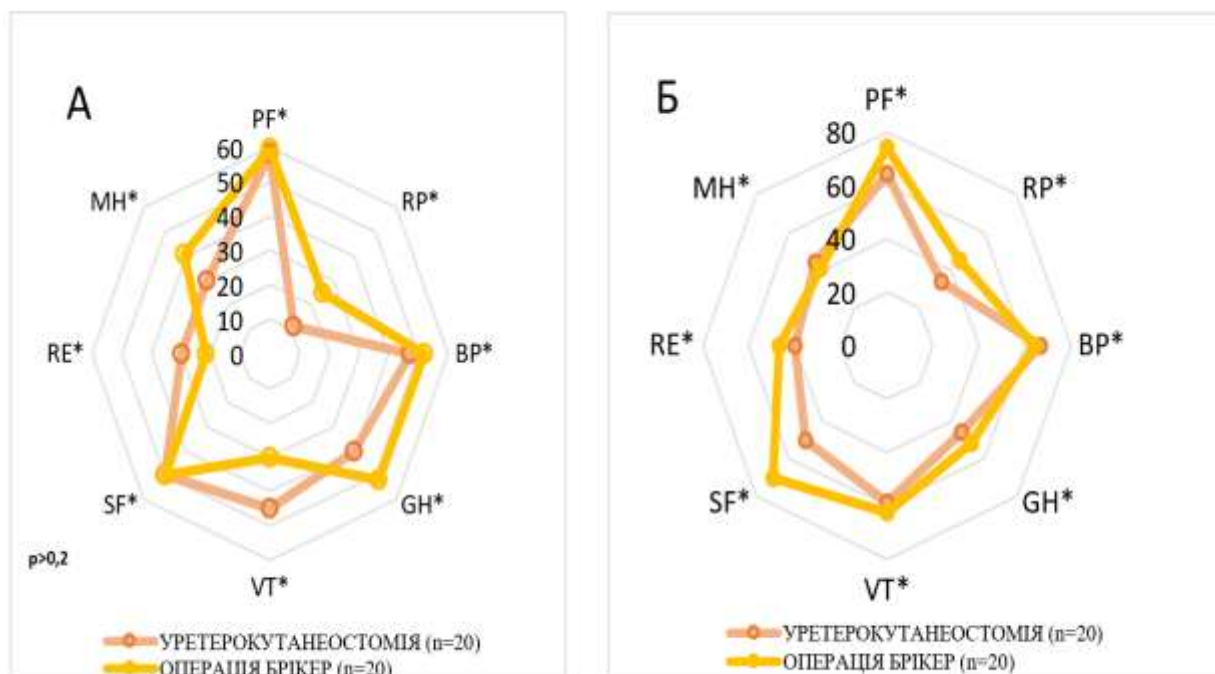 А
PF*
60
50
40
30
20
10
0
MH*
RP*
RE*
BP*
SF*
GH*
VT*
p>0,2
УРЕТЕРОКУТАНЕОСТОМІЯ (n=20)
ОПЕРАЦІЯ БРІКЕР (n=20)
Б
PF*
80
60
40
20
0
MH*
RP*
RE*
BP*
SF*
GH*
VT*
УРЕТЕРОКУТАНЕОСТОМІЯ (n=20)
ОПЕРАЦІЯ БРІКЕР (n=20)